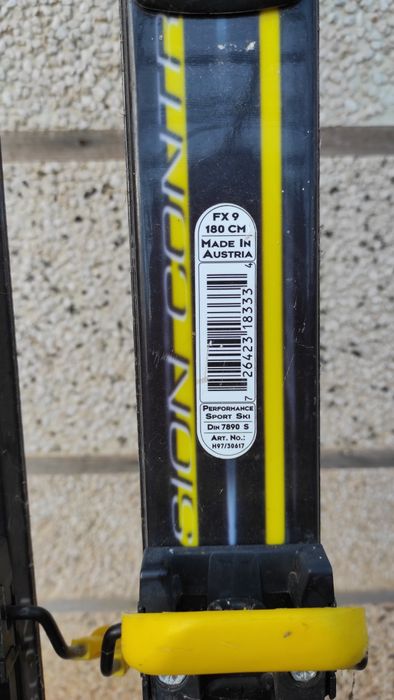 SION CONTR
FX 9
180 CM
MADE IN
AUSTRIA
7 26423 18333 4
PERFORMANCE
SPORT SKI
DIN 7890 S
ART. NO.:
H97/30617